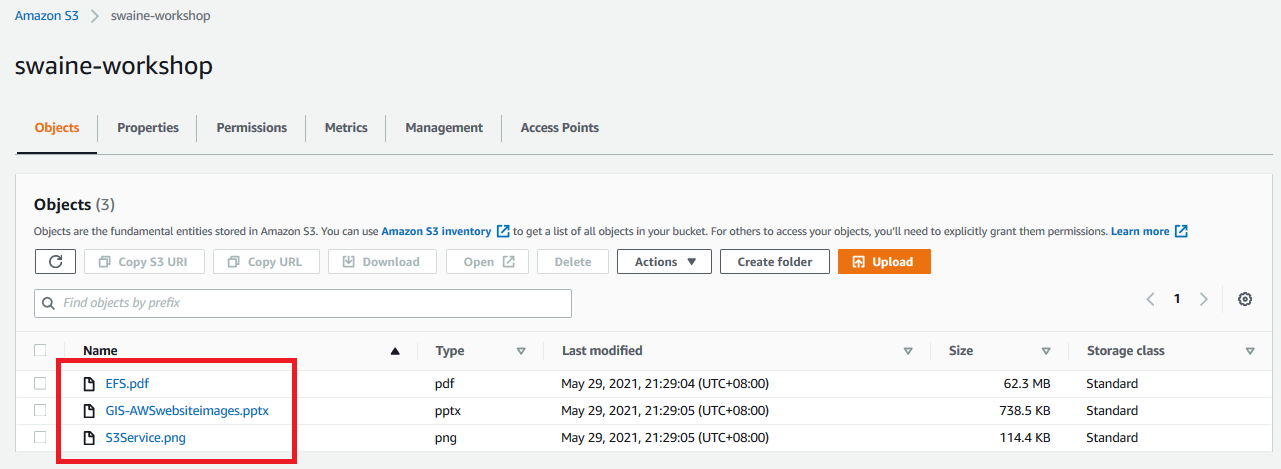 Amazon S3 > swaine-workshop
swaine-workshop
Objects Properties Permissions Metrics Management Access Points
Objects (3)
Objects are the fundamental entities stored in Amazon S3. You can use Amazon S3 inventory to get a list of all objects in your bucket. For others to access your objects, you'll need to explicitly grant them permissions. Learn more
Copy S3 URI Copy URL Download Open Delete Actions Create folder Upload
Find objects by prefix 1
Name Type Last modified Size Storage class
EFS.pdf pdf May 29, 2021, 21:29:04 (UTC+08:00) 62.3 MB Standard
GIS-AWSwebsiteimages.pptx pptx May 29, 2021, 21:29:05 (UTC+08:00) 738.5 KB Standard
S3Service.png png May 29, 2021, 21:29:05 (UTC+08:00) 114.4 KB Standard